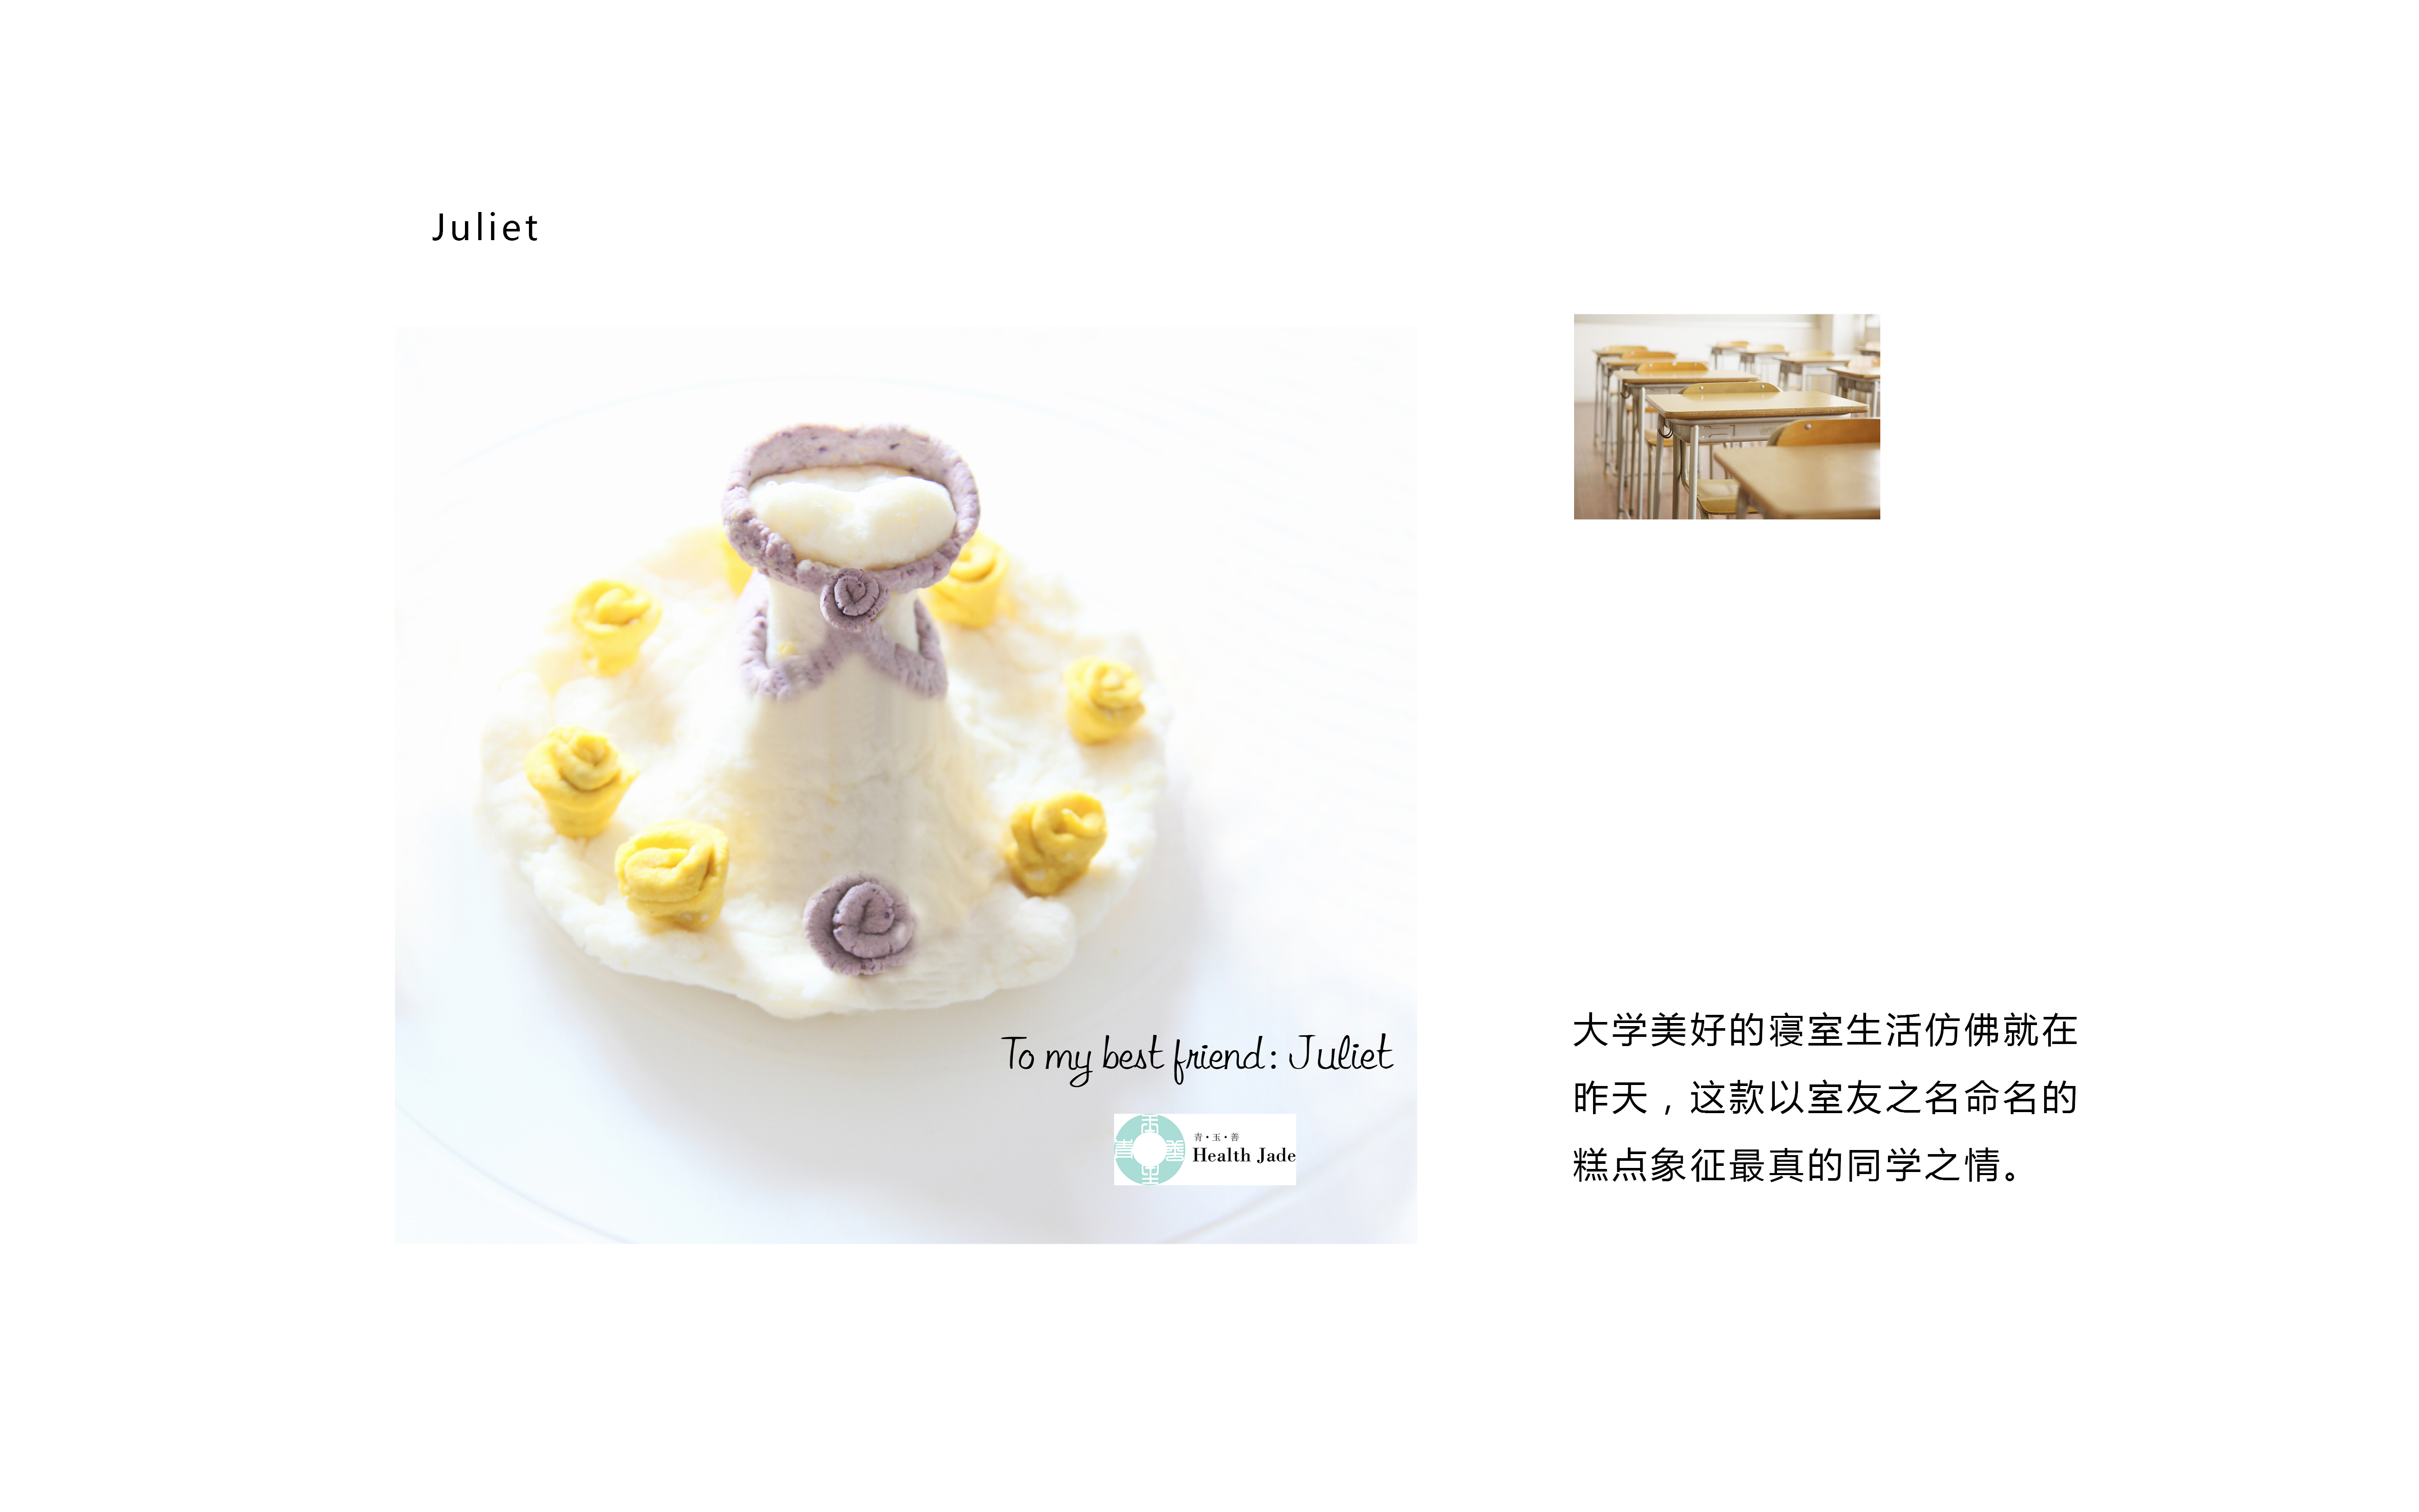 Juliet
To my best friend: Juliet
青·玉·善
Health Jade
大学美好的寝室生活仿佛就在
昨天，这款以室友之名命名的
糕点象征最真的同学之情。